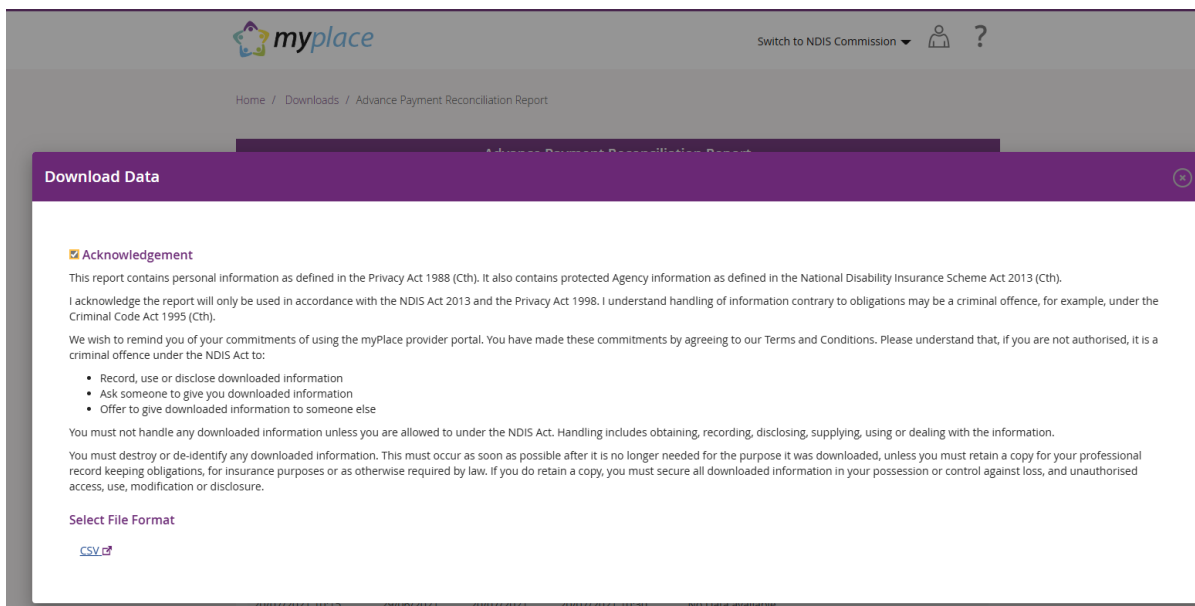 myplace
Switch to NDIS Commission
?
Home / Downloads / Advance Payment Reconciliation Report
Advance Payment Reconciliation Report
Download Data
Acknowledgement
This report contains personal information as defined in the Privacy Act 1988 (Cth). It also contains protected Agency information as defined in the National Disability Insurance Scheme Act 2013 (Cth).
I acknowledge the report will only be used in accordance with the NDIS Act 2013 and the Privacy Act 1998. I understand handling of information contrary to obligations may be a criminal offence, for example, under the
Criminal Code Act 1995 (Cth).
We wish to remind you of your commitments of using the myPlace provider portal. You have made these commitments by agreeing to our Terms and Conditions. Please understand that, if you are not authorised, it is a
criminal offence under the NDIS Act to:
• Record, use or disclose downloaded information
• Ask someone to give you downloaded information
• Offer to give downloaded information to someone else
You must not handle any downloaded information unless you are allowed to under the NDIS Act. Handling includes obtaining, recording, disclosing, supplying, using or dealing with the information.
You must destroy or de-identify any downloaded information. This must occur as soon as possible after it is no longer needed for the purpose it was downloaded, unless you must retain a copy for your professional
record keeping obligations, for insurance purposes or as otherwise required by law. If you do retain a copy, you must secure all downloaded information in your possession or control against loss, and unauthorised
access, use, modification or disclosure.
Select File Format
CSV